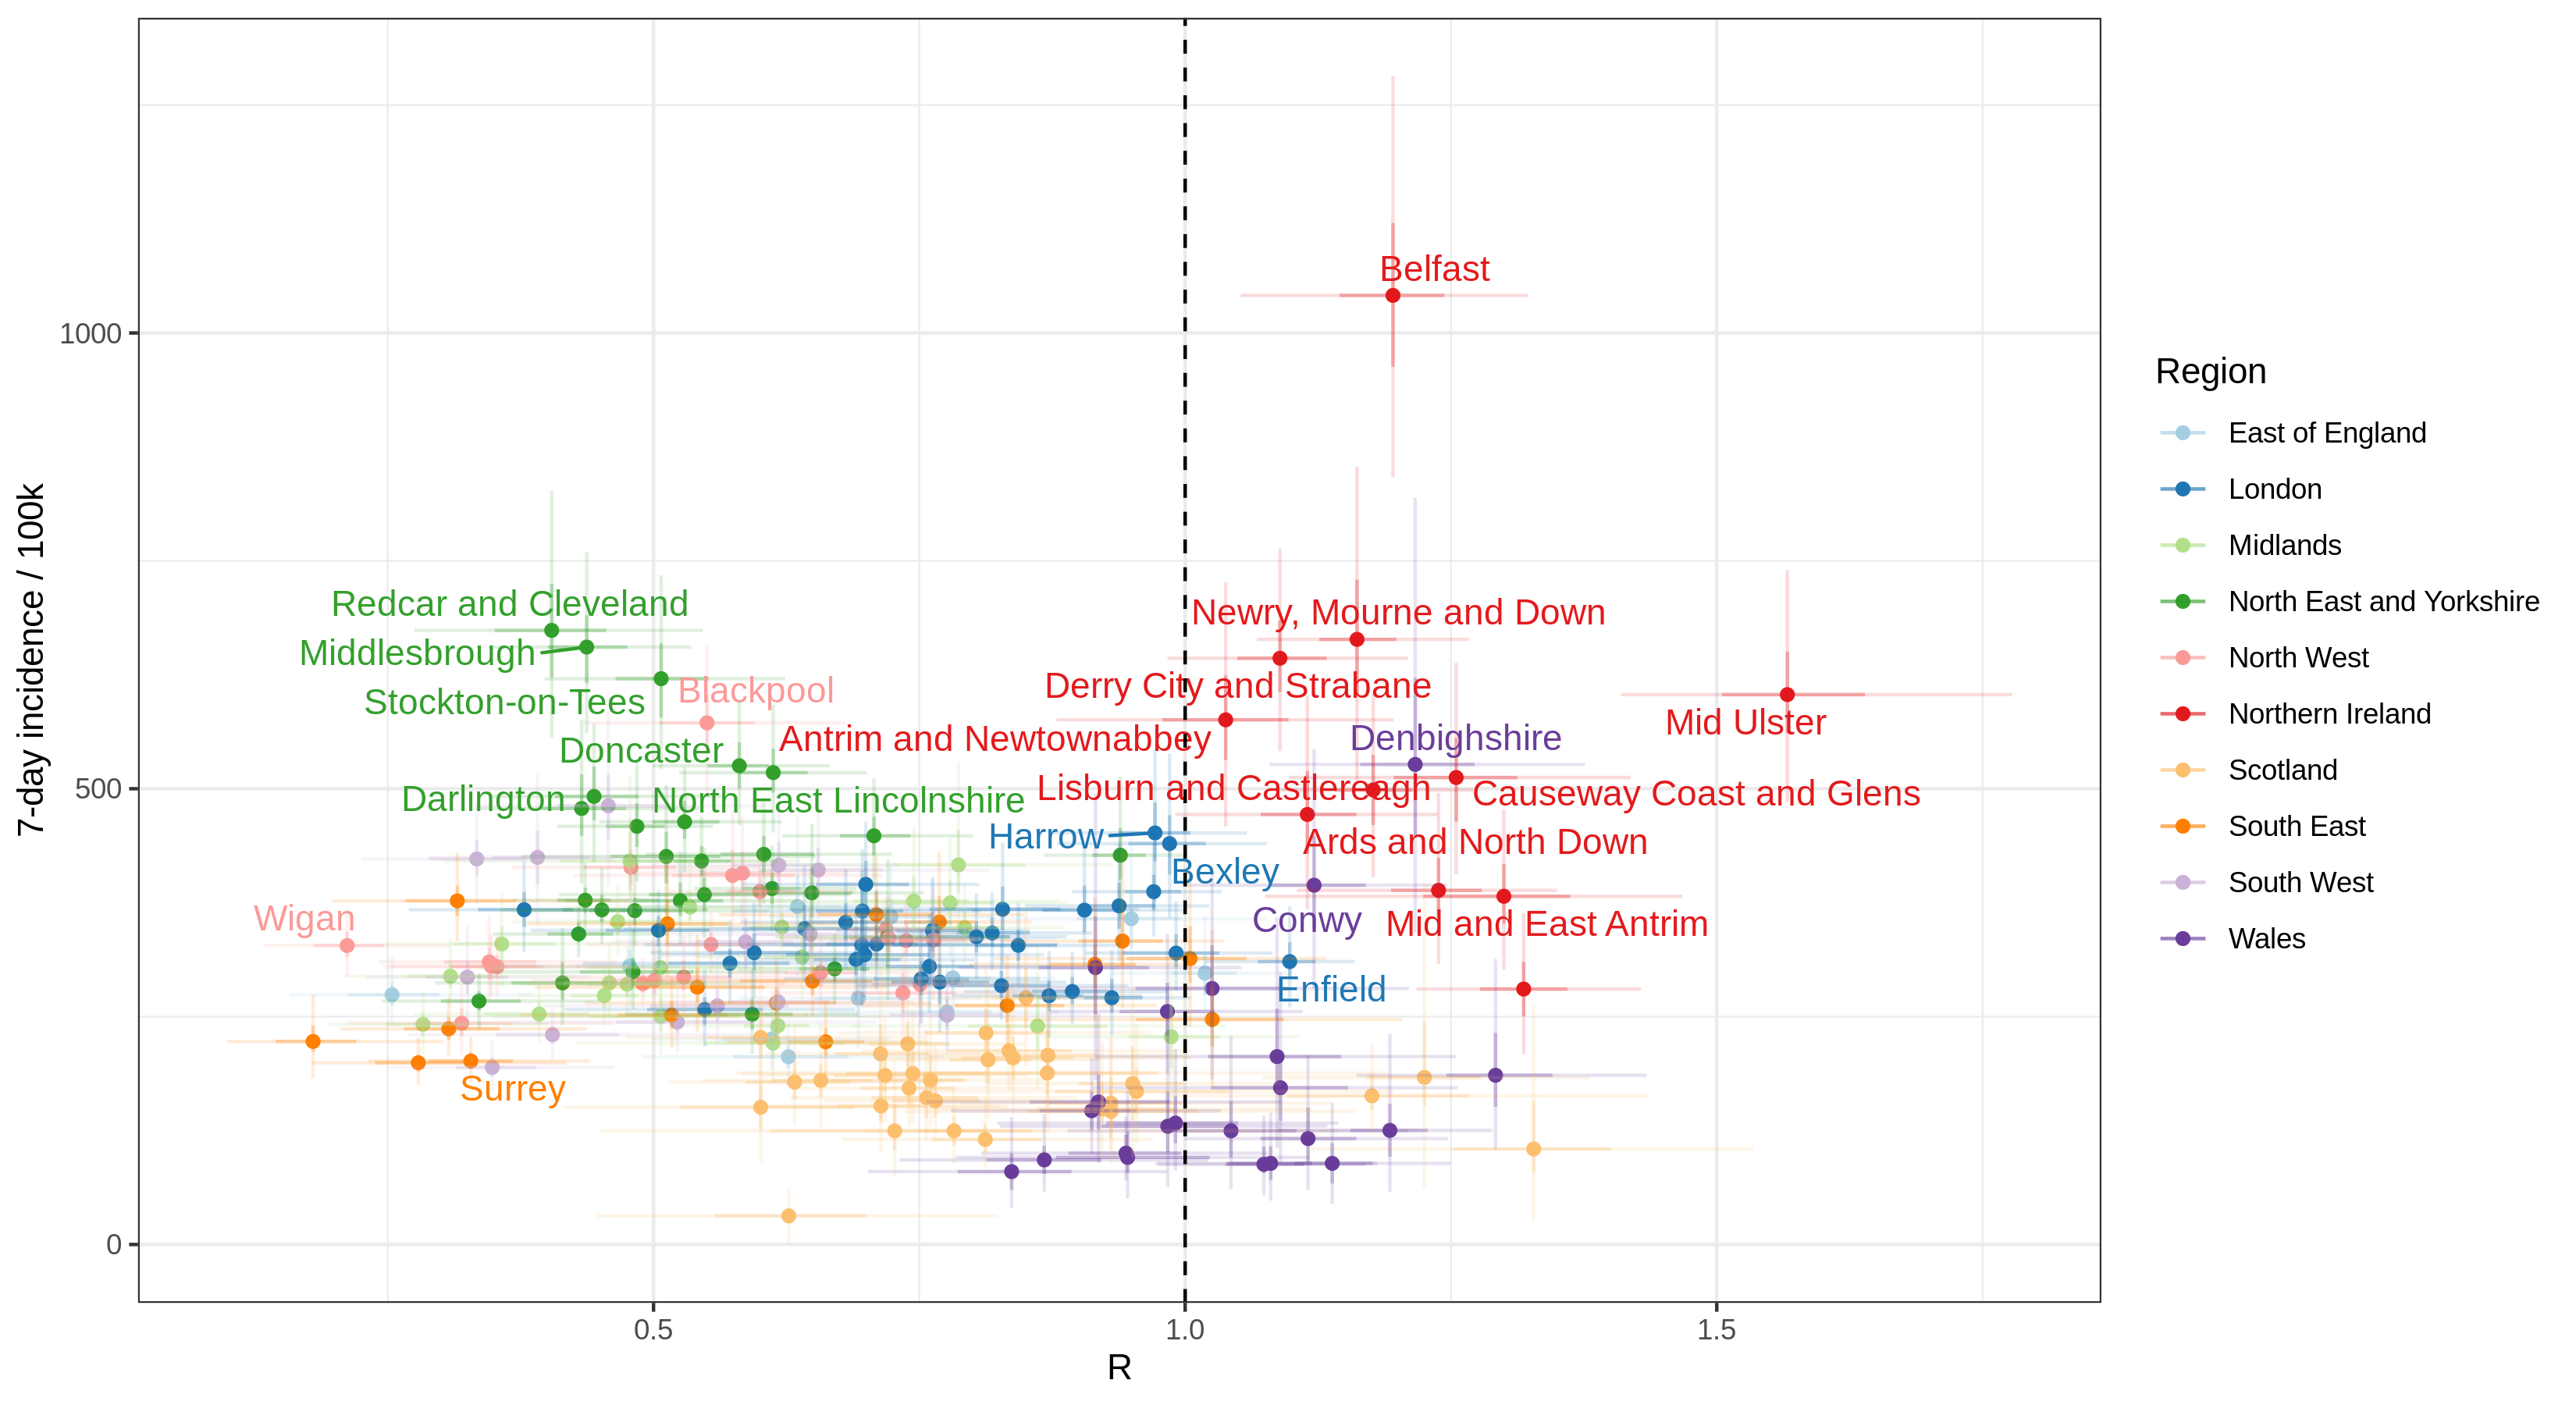 Belfast
1000
Region
East of England
London
Midlands
North East and Yorkshire
North West
Northern Ireland
Scotland
South East
South West
Wales
7-day incidence / 100k
Redcar and Cleveland
Newry, Mourne and Down
Middlesbrough
Derry City and Strabane
Blackpool
Stockton-on-Tees
Mid Ulster
Antrim and Newtownabbey
Denbighshire
Doncaster
500
Lisburn and Castlereagh
Causeway Coast and Glens
Darlington
North East Lincolnshire
Harrow
Ards and North Down
Bexley
Wigan
Conwy
Mid and East Antrim
Enfield
Surrey
0
0.5
1.0
1.5
R